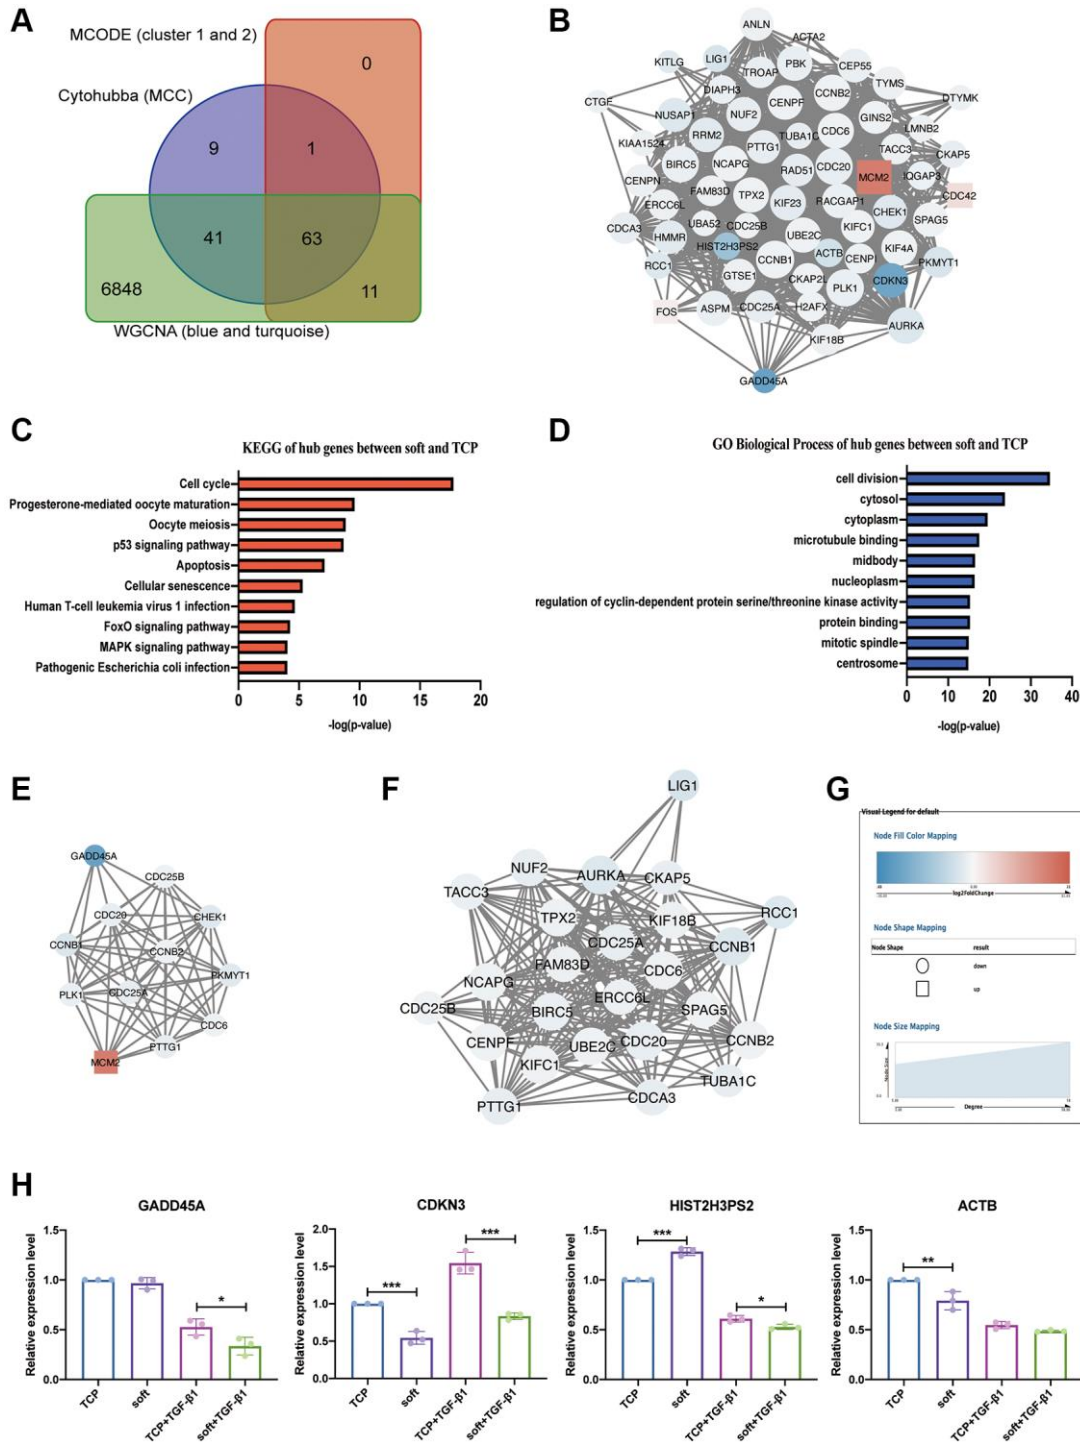 A
MCODE (cluster 1 and 2)
0
Cytohubba (MCC)
9
1
41
63
6848
11
WGCNA (blue and turquoise)
B
ANLN
ACTA2
KITLG
LIG1
TROAP
PBK
CEP55
TYMS
DIAPH3
CTGF
NUSAP1
CENPF
CCNB2
DTYMK
NUF2
GINS2
LMNB2
KIAA1524
RRM2
PTTG1
TUBA1C
CDC6
TACC3
CKAP5
BIRC5
NCAPG
RAD51
CDC20
MCM2
IQGAP3
CENPN
FAM83D
TPX2
KIF23
RACGAP1
CDC42
ERCC6L
CHEK1
SPAG5
CDCA3
HMMR
UBA52
CDC25B
UBE2C
KIFC1
HIST2H3PS2
ACTB
KIF4A
RCC1
GTSE1
CCNB1
CENPI
PKMYT1
CKAP2L
PLK1
CDKN3
FOS
ASPM
CDC25A
H2AFX
AURKA
KIF18B
GADD45A
C
KEGG of hub genes between soft and TCP
Cell cycle
Progesterone-mediated oocyte maturation
Oocyte meiosis
p53 signaling pathway
Apoptosis
Cellular senescence
Human T-cell leukemia virus 1 infection
FoxO signaling pathway
MAPK signaling pathway
Pathogenic Escherichia coli infection
0 5 10 15 20
-log(p-value)
D
GO Biological Process of hub genes between soft and TCP
cell division
cytosol
cytoplasm
microtubule binding
midbody
nucleoplasm
regulation of cyclin-dependent protein serine/threonine kinase activity
protein binding
mitotic spindle
centrosome
0 10 20 30 40
-log(p-value)
E
GADD45A
CDC25B
CDC20
CHEK1
CCNB1
CCNB2
PKMYT1
PLK1
CDC25A
CDC6
PTTG1
MCM2
F
LIG1
NUF2
AURKA
CKAP5
TACC3
RCC1
TPX2
KIF18B
CDC25A
CCNB1
FAM83D
CDC6
NCAPG
ERCC6L
CDC25B
BIRC5
SPAG5
CENPF
UBE2C
CDC20
CCNB2
KIFC1
TUBA1C
PTTG1
CDCA3
G
Visual Legend for default
Node Fill Color Mapping
log2FoldChange
Node Shape Mapping
Node Shape result
down
up
Node Size Mapping
Node Size
Degree
H
GADD45A
Relative expression level
1.5
1.0
0.5
0.0
*
TCP soft TCP+TGF-β1 soft+TGF-β1
CDKN3
Relative expression level
2.0
1.5
1.0
0.5
0.0
***
***
TCP soft TCP+TGF-β1 soft+TGF-β1
HIST2H3PS2
Relative expression level
1.5
1.0
0.5
0.0
***
*
TCP soft TCP+TGF-β1 soft+TGF-β1
ACTB
Relative expression level
1.5
1.0
0.5
0.0
**
TCP soft TCP+TGF-β1 soft+TGF-β1